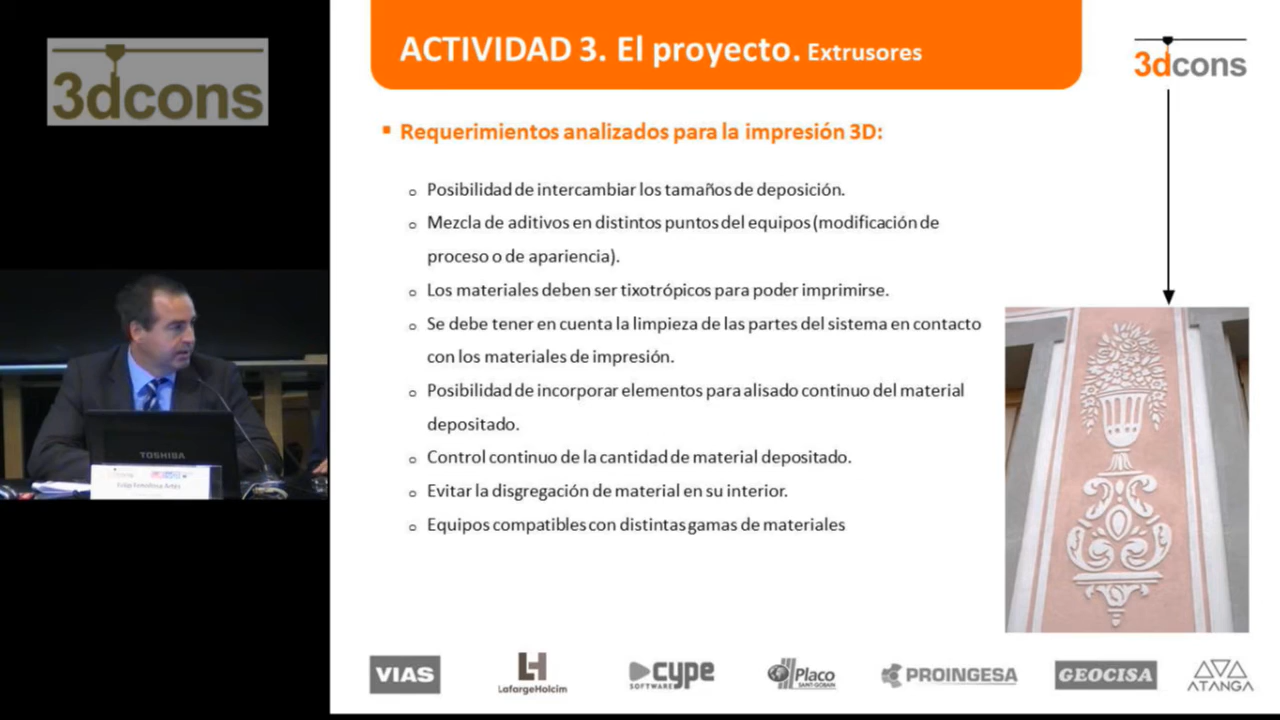 3dcons
ACTIVIDAD 3. El proyecto. Extrusores
3dcons
▪ Requerimientos analizados para la impresión 3D:
o Posibilidad de intercambiar los tamaños de deposición.
o Mezcla de aditivos en distintos puntos del equipos (modificación de
proceso o de apariencia).
o Los materiales deben ser tixotrópicos para poder imprimirse.
o Se debe tener en cuenta la limpieza de las partes del sistema en contacto
con los materiales de impresión.
o Posibilidad de incorporar elementos para alisado continuo del material
depositado.
o Control continuo de la cantidad de material depositado.
o Evitar la disgregación de material en su interior.
o Equipos compatibles con distintas gamas de materiales
TOSHIBA
VIAS
LafargeHolcim
cype
SOFTWARE
Placo
SAINT-GOBAIN
PROINGESA
GEOCISA
ATANGA